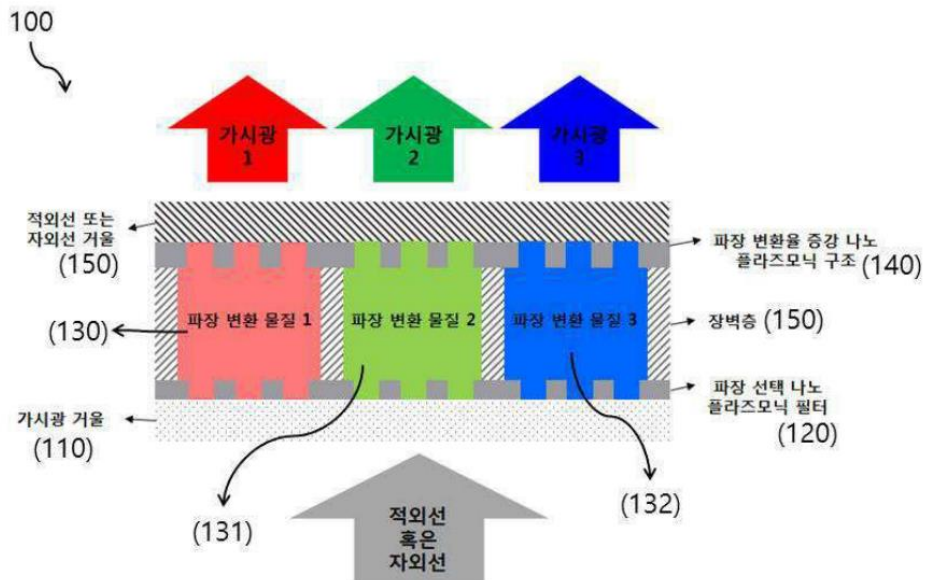 100
가시광
1
가시광
2
가시광
3
적외선 또는
자외선 거울
(150)
파장 변환율 증강 나노
플라즈모닉 구조
(140)
(130)
파장 변환 물질 1
파장 변환 물질 2
파장 변환 물질 3
장벽층 (150)
가시광 거울
(110)
파장 선택 나노
플라즈모닉 필터
(120)
(131)
(132)
적외선
혹은
자외선